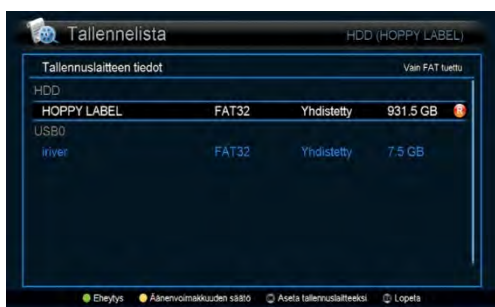 Tallennelista HDD (HOPPY LABEL)
Tallennuslaitteen tiedot Vain FAT tuettu
HDD
HOPPY LABEL FAT32 Yhdistetty 931.5 GB R
USB0
iriver FAT32 Yhdistetty 7.5 GB
Eheytys Äänenvoimakkuuden säätö Aseta tallennuslaitteeksi Lopeta